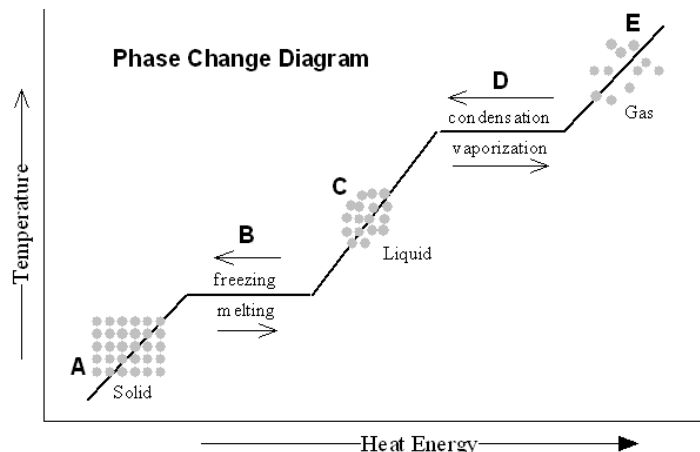 Phase Change Diagram
E
D
condensation
vaporization
Gas
C
Liquid
B
freezing
melting
A
Solid
Temperature
Heat Energy